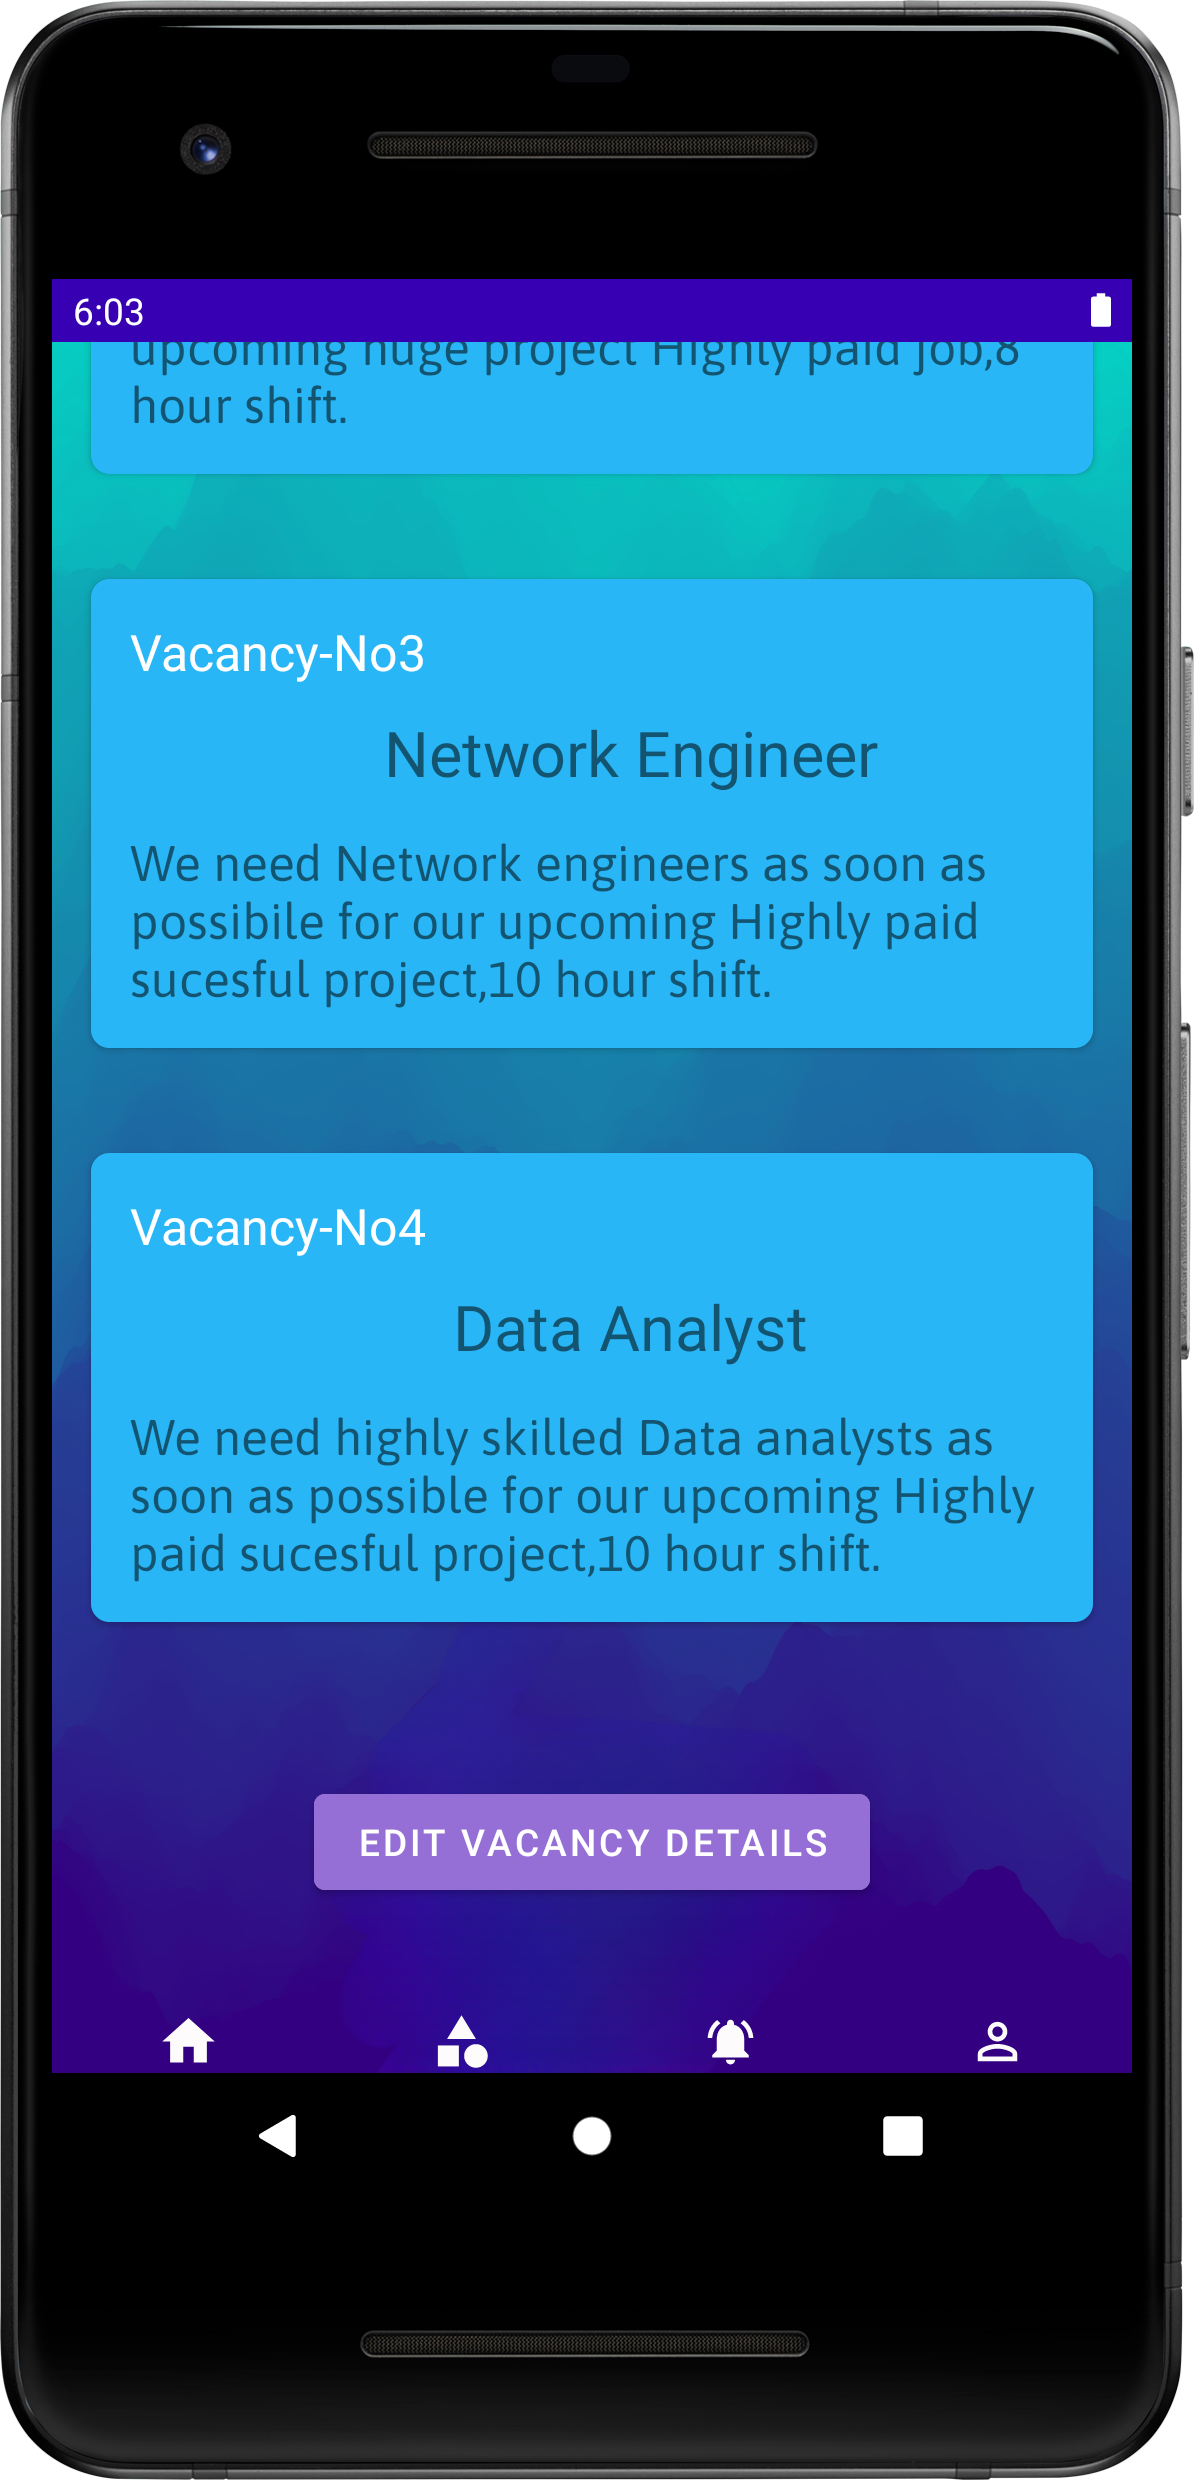 6:03
upcoming huge project Highly paid job,8
hour shift.
Vacancy-No3
Network Engineer
We need Network engineers as soon as
possibile for our upcoming Highly paid
sucesful project,10 hour shift.
Vacancy-No4
Data Analyst
We need highly skilled Data analysts as
soon as possible for our upcoming Highly
paid sucesful project,10 hour shift.
EDIT VACANCY DETAILS